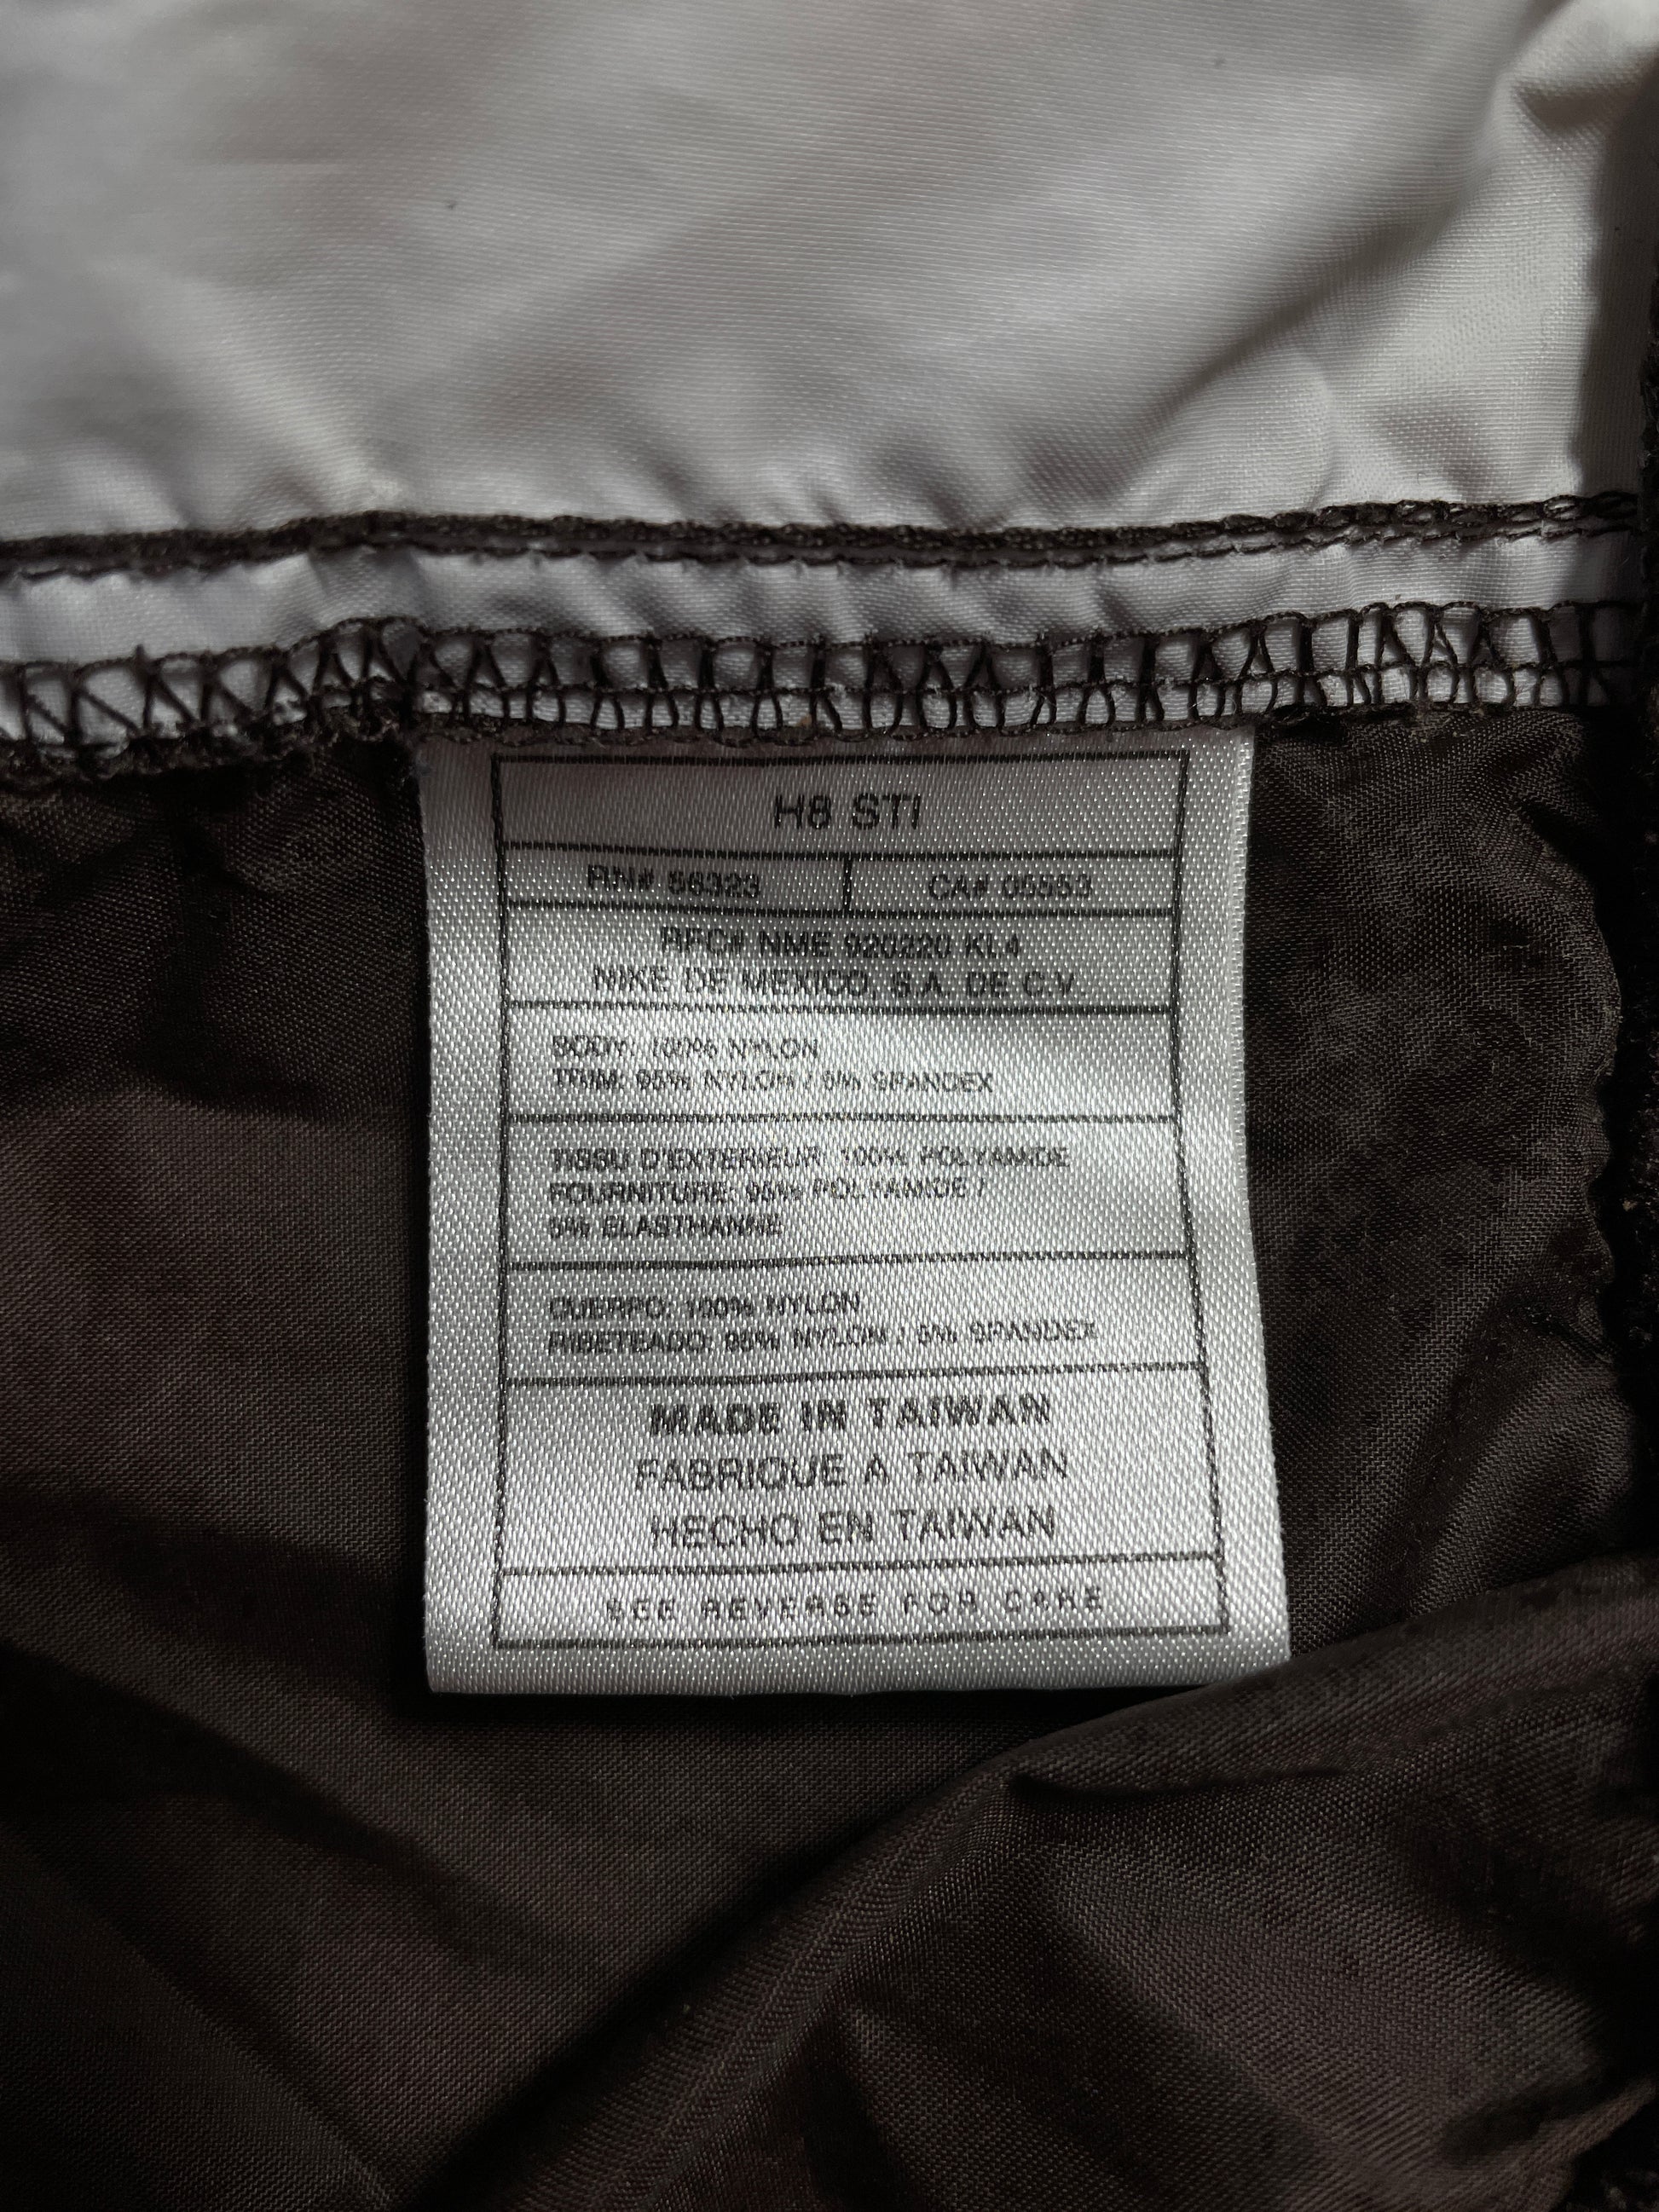 H8 STI
RN# 56323 CA# 05553
RFC# NME 920220 KL4
NIKE DE MEXICO, S.A. DE C.V.
BODY: 100% NYLON
TRIM: 95% NYLON / 5% SPANDEX
TISSU D'EXTERIEUR: 100% POLYAMIDE
FOURNITURE: 95% POLYAMIDE /
5% ELASTHANNE
CUERPO: 100% NYLON
RIBETEADO: 95% NYLON / 5% SPANDEX
MADE IN TAIWAN
FABRIQUE A TAIWAN
HECHO EN TAIWAN
SEE REVERSE FOR CARE